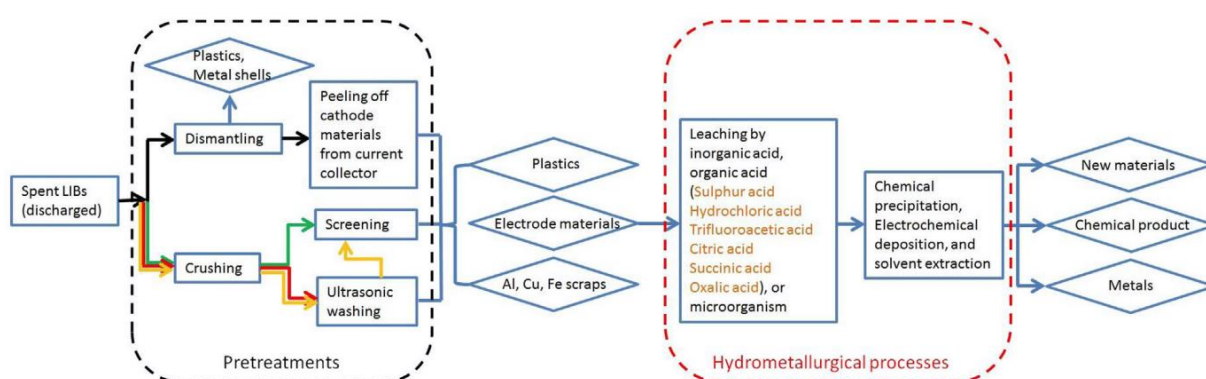 Spent LIBs
(discharged)
Plastics,
Metal shells
Dismantling
Peeling off
cathode
materials
from current
collector
Crushing
Screening
Ultrasonic
washing
Pretreatments
Plastics
Electrode materials
Al, Cu, Fe scraps
Leaching by
inorganic acid,
organic acid
(Sulphur acid
Hydrochloric acid
Trifluoroacetic acid
Citric acid
Succinic acid
Oxalic acid), or
microorganism
Chemical
precipitation,
Electrochemical
deposition, and
solvent extraction
Hydrometallurgical processes
New materials
Chemical product
Metals